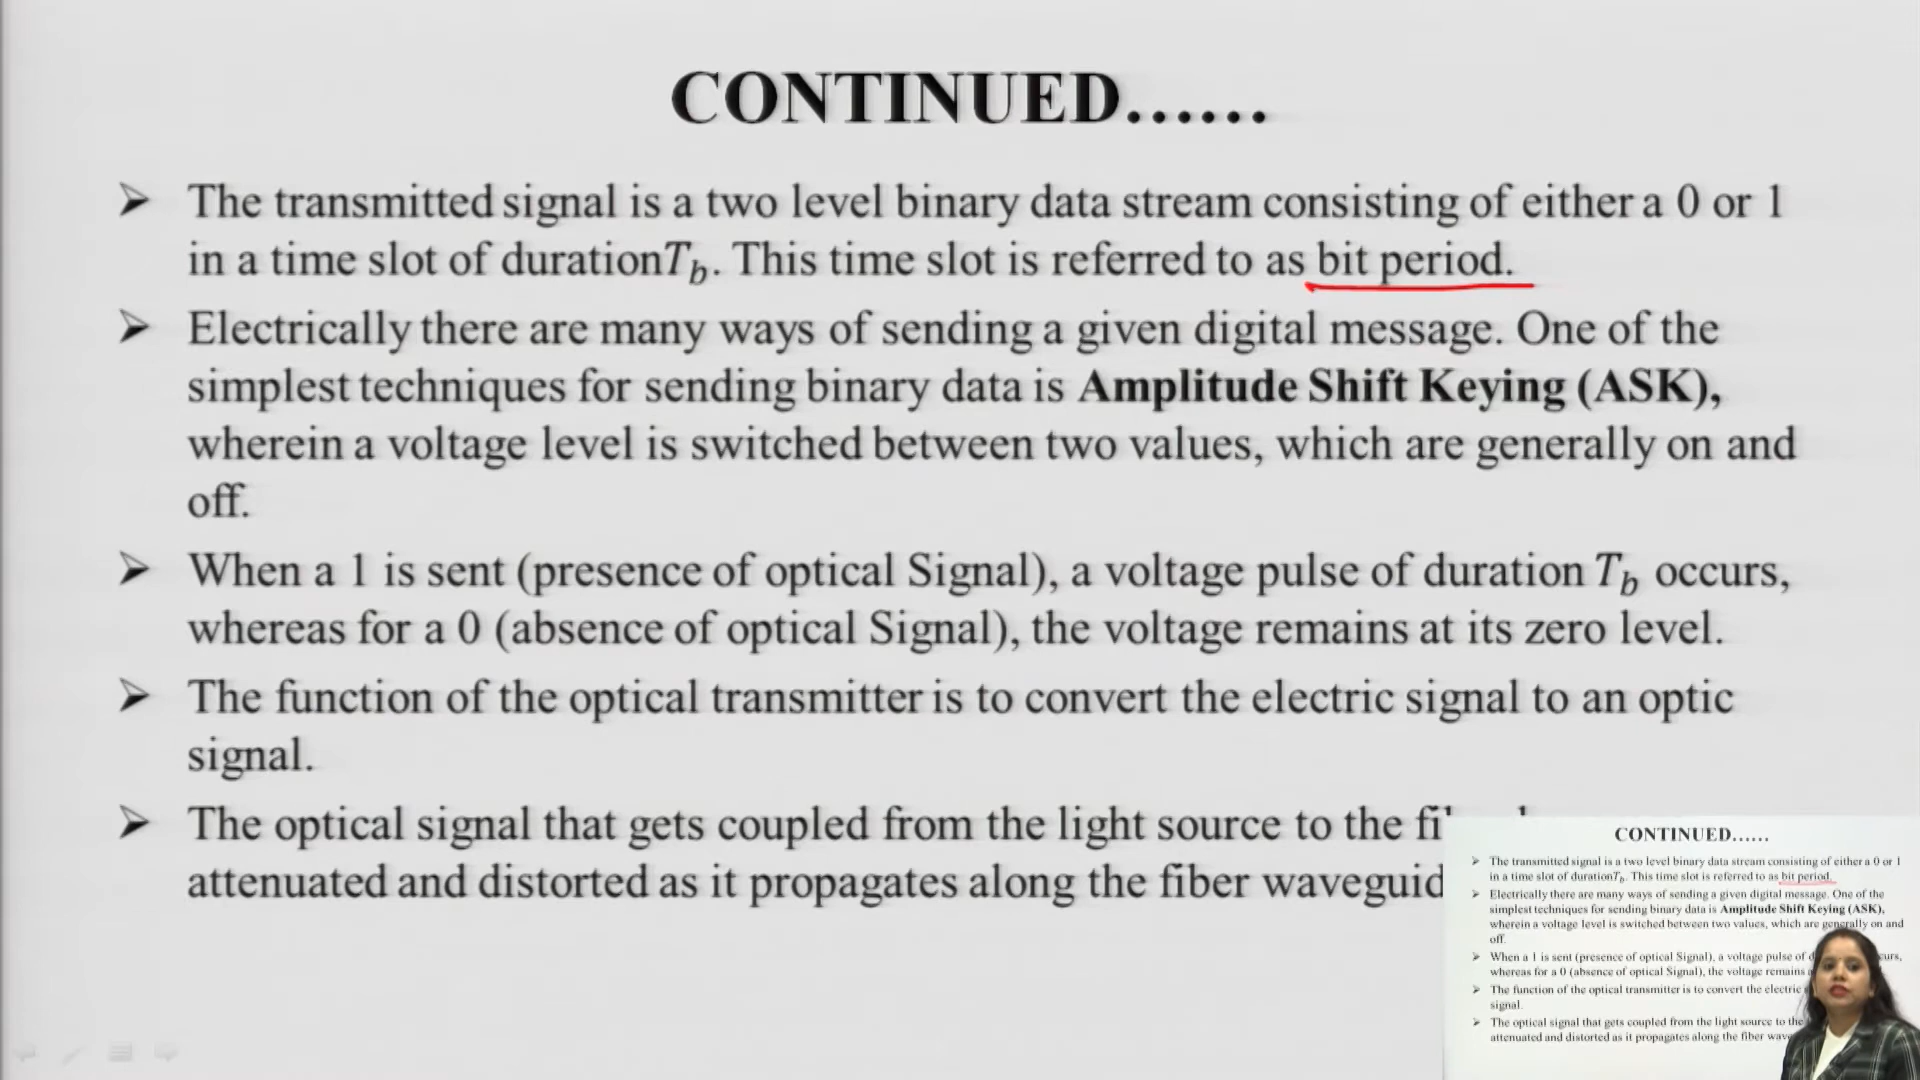 CONTINUED......
➢ The transmitted signal is a two level binary data stream consisting of either a 0 or 1
in a time slot of durationT_b. This time slot is referred to as bit period.
➢ Electrically there are many ways of sending a given digital message. One of the
simplest techniques for sending binary data is Amplitude Shift Keying (ASK),
wherein a voltage level is switched between two values, which are generally on and
off.
➢ When a 1 is sent (presence of optical Signal), a voltage pulse of duration T_b occurs,
whereas for a 0 (absence of optical Signal), the voltage remains at its zero level.
➢ The function of the optical transmitter is to convert the electric signal to an optic
signal.
➢ The optical signal that gets coupled from the light source to the
attenuated and distorted as it propagates along the fiber
CONTINUED......
➢ The transmitted signal is a two level binary data stream consisting of either a 0 or 1
in a time slot of durationT_b. This time slot is referred to as bit period.
➢ Electrically there are many ways of sending a given digital message. One of the
simplest techniques for sending binary data is Amplitude Shift Keying (ASK),
wherein a voltage level is switched between two values, which are generally on and
off.
➢ When a 1 is sent (presence of optical Signal), a voltage pulse of
whereas for a 0 (absence of optical Signal), the voltage remains
➢ The function of the optical transmitter is to convert the electric
signal.
➢ The optical signal that gets coupled from the light source to the
attenuated and distorted as it propagates along the fiber